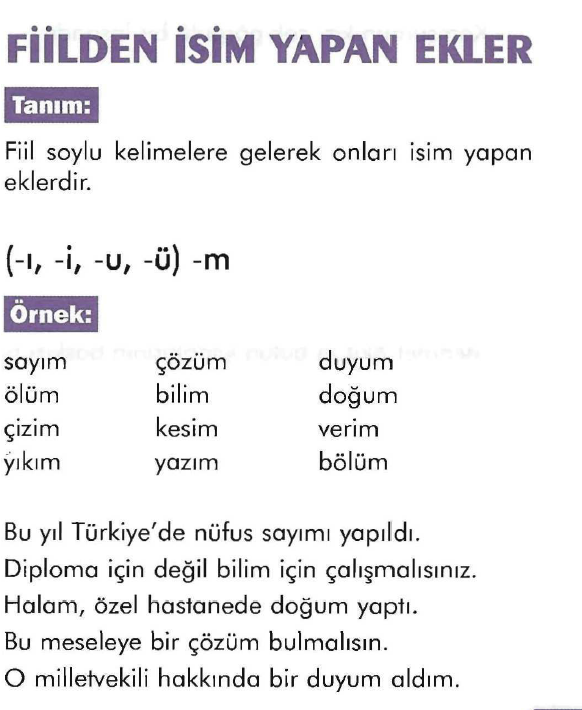 FİİLDEN İSİM YAPAN EKLER
Tanım:
Fiil soylu kelimelere gelerek onları isim yapan
eklerdir.
(-ı, -i, -u, -ü) -m
Örnek:
sayım çözüm duyum
ölüm bilim doğum
çizim kesim verim
yıkım yazım bölüm
Bu yıl Türkiye'de nüfus sayımı yapıldı.
Diploma için değil bilim için çalışmalısınız.
Halam, özel hastanede doğum yaptı.
Bu meseleye bir çözüm bulmalısın.
O milletvekili hakkında bir duyum aldım.